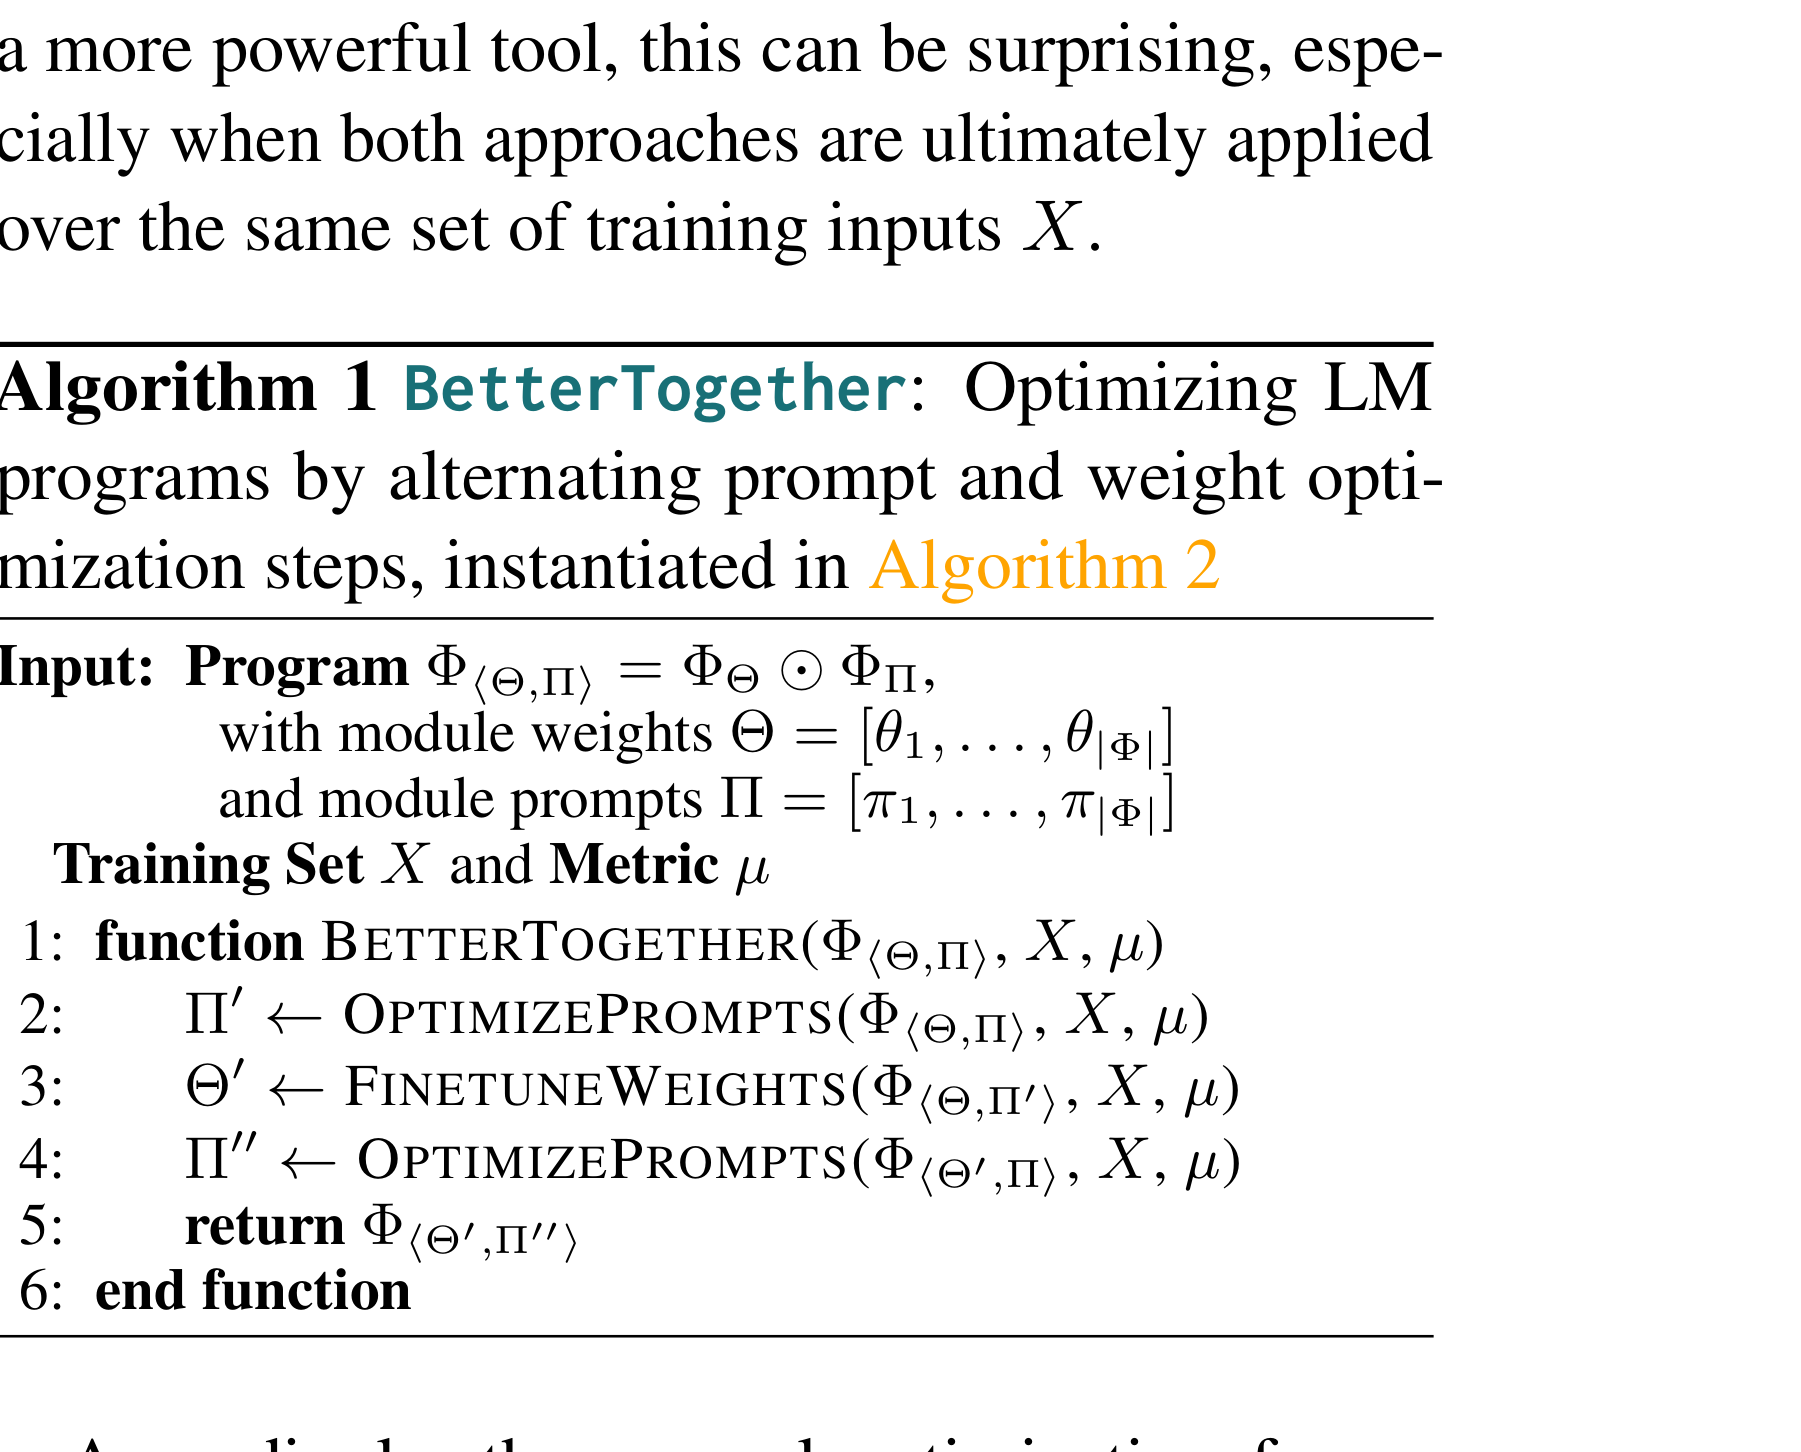 a more powerful tool, this can be surprising, espe-
cially when both approaches are ultimately applied
over the same set of training inputs X.
Algorithm 1 BetterTogether: Optimizing LM
programs by alternating prompt and weight opti-
mization steps, instantiated in Algorithm 2
Input: Program Φ⟨Θ,Π⟩ = ΦΘ ⊙ ΦΠ,
with module weights Θ = [θ1, . . . , θ|Φ|]
and module prompts Π = [π1, . . . , π|Φ|]
Training Set X and Metric μ
1: function BETTERTOGETHER(Φ⟨Θ,Π⟩, X, μ)
2: Π′ ← OPTIMIZEPROMPTS(Φ⟨Θ,Π⟩, X, μ)
3: Θ′ ← FINETUNEWEIGHTS(Φ⟨Θ,Π′⟩, X, μ)
4: Π′′ ← OPTIMIZEPROMPTS(Φ⟨Θ′,Π⟩, X, μ)
5: return Φ⟨Θ′,Π′′⟩
6: end function